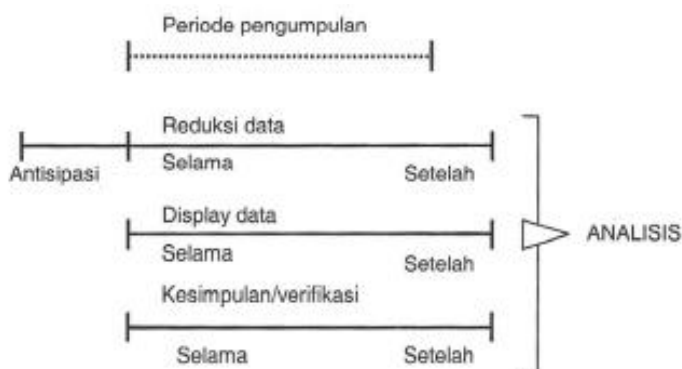 Periode pengumpulan
Reduksi data
Antisipasi
Selama
Setelah
Display data
Selama
Setelah
ANALISIS
Kesimpulan/verifikasi
Selama
Setelah